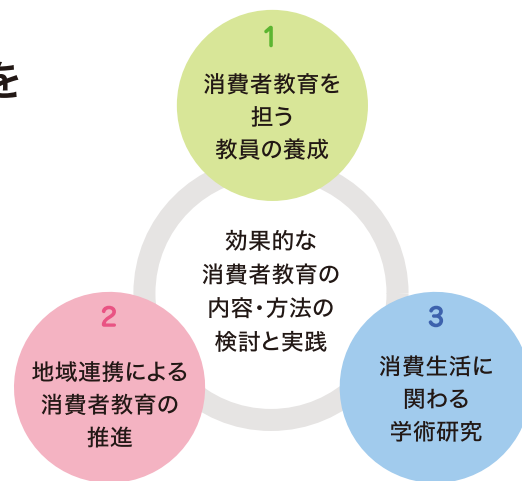 を
1
消費者教育を
担う
教員の養成
効果的な
消費者教育の
内容・方法の
検討と実践
2
地域連携による
消費者教育の
推進
3
消費生活に
関わる
学術研究